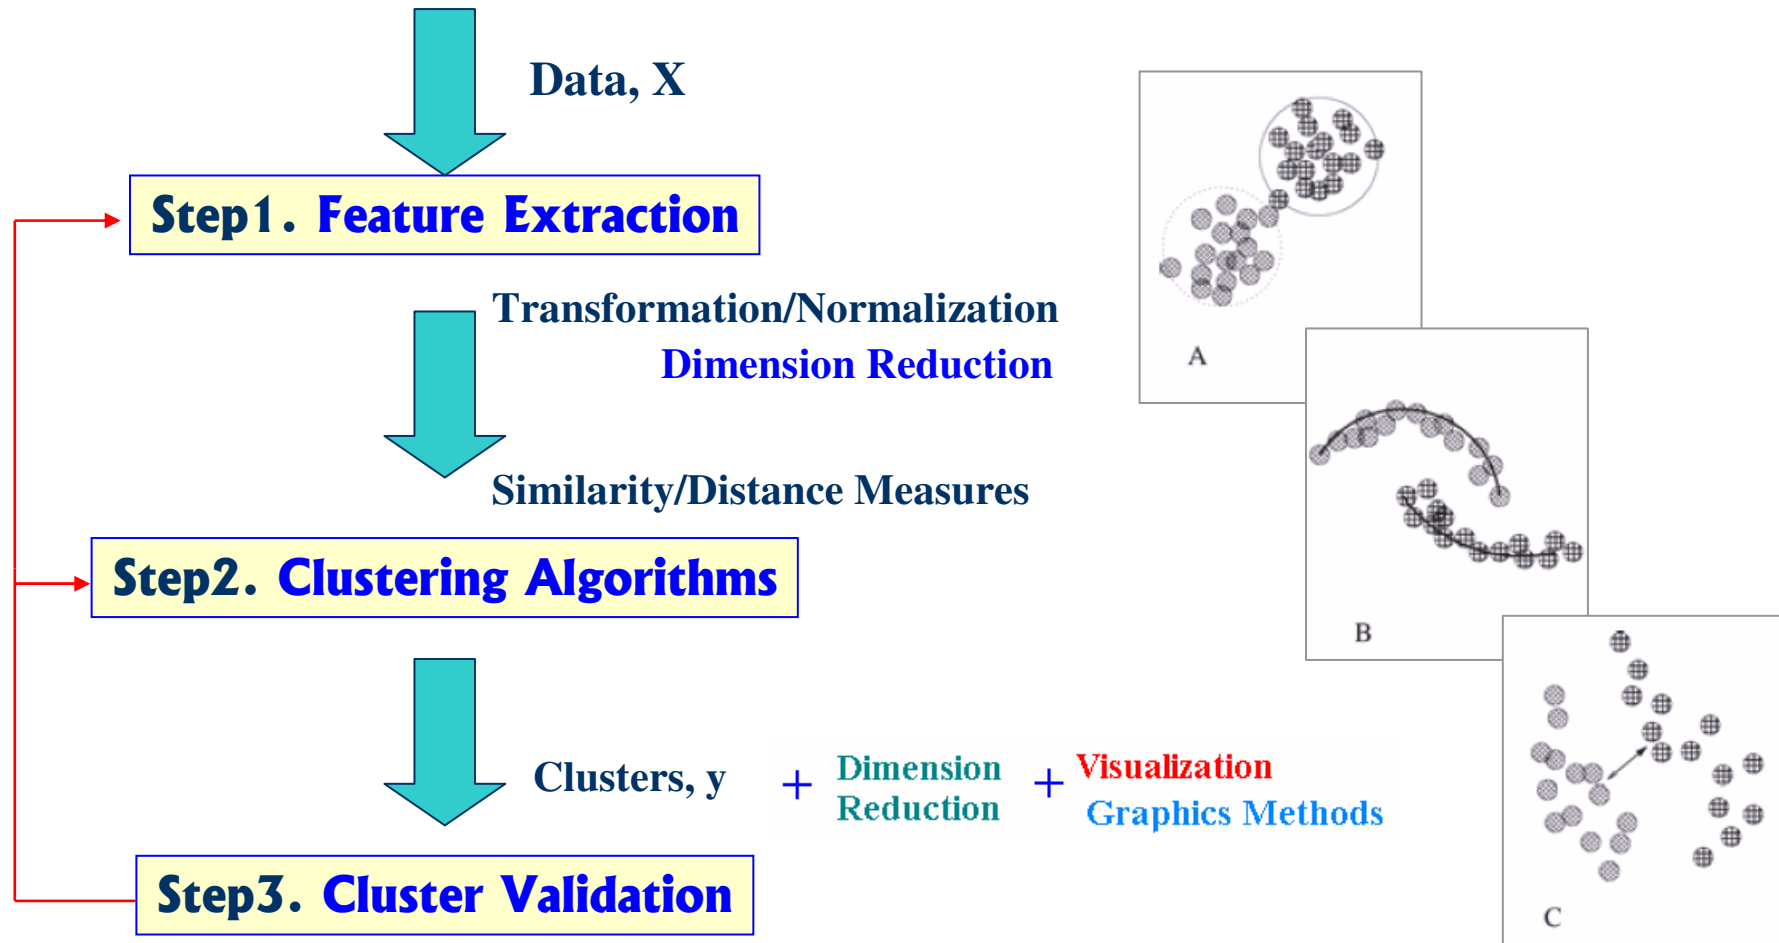 Data, X
Step1. Feature Extraction
Transformation/Normalization
Dimension Reduction
Similarity/Distance Measures
Step2. Clustering Algorithms
Clusters, y + Dimension Reduction + Visualization
Graphics Methods
Step3. Cluster Validation
A
B
C